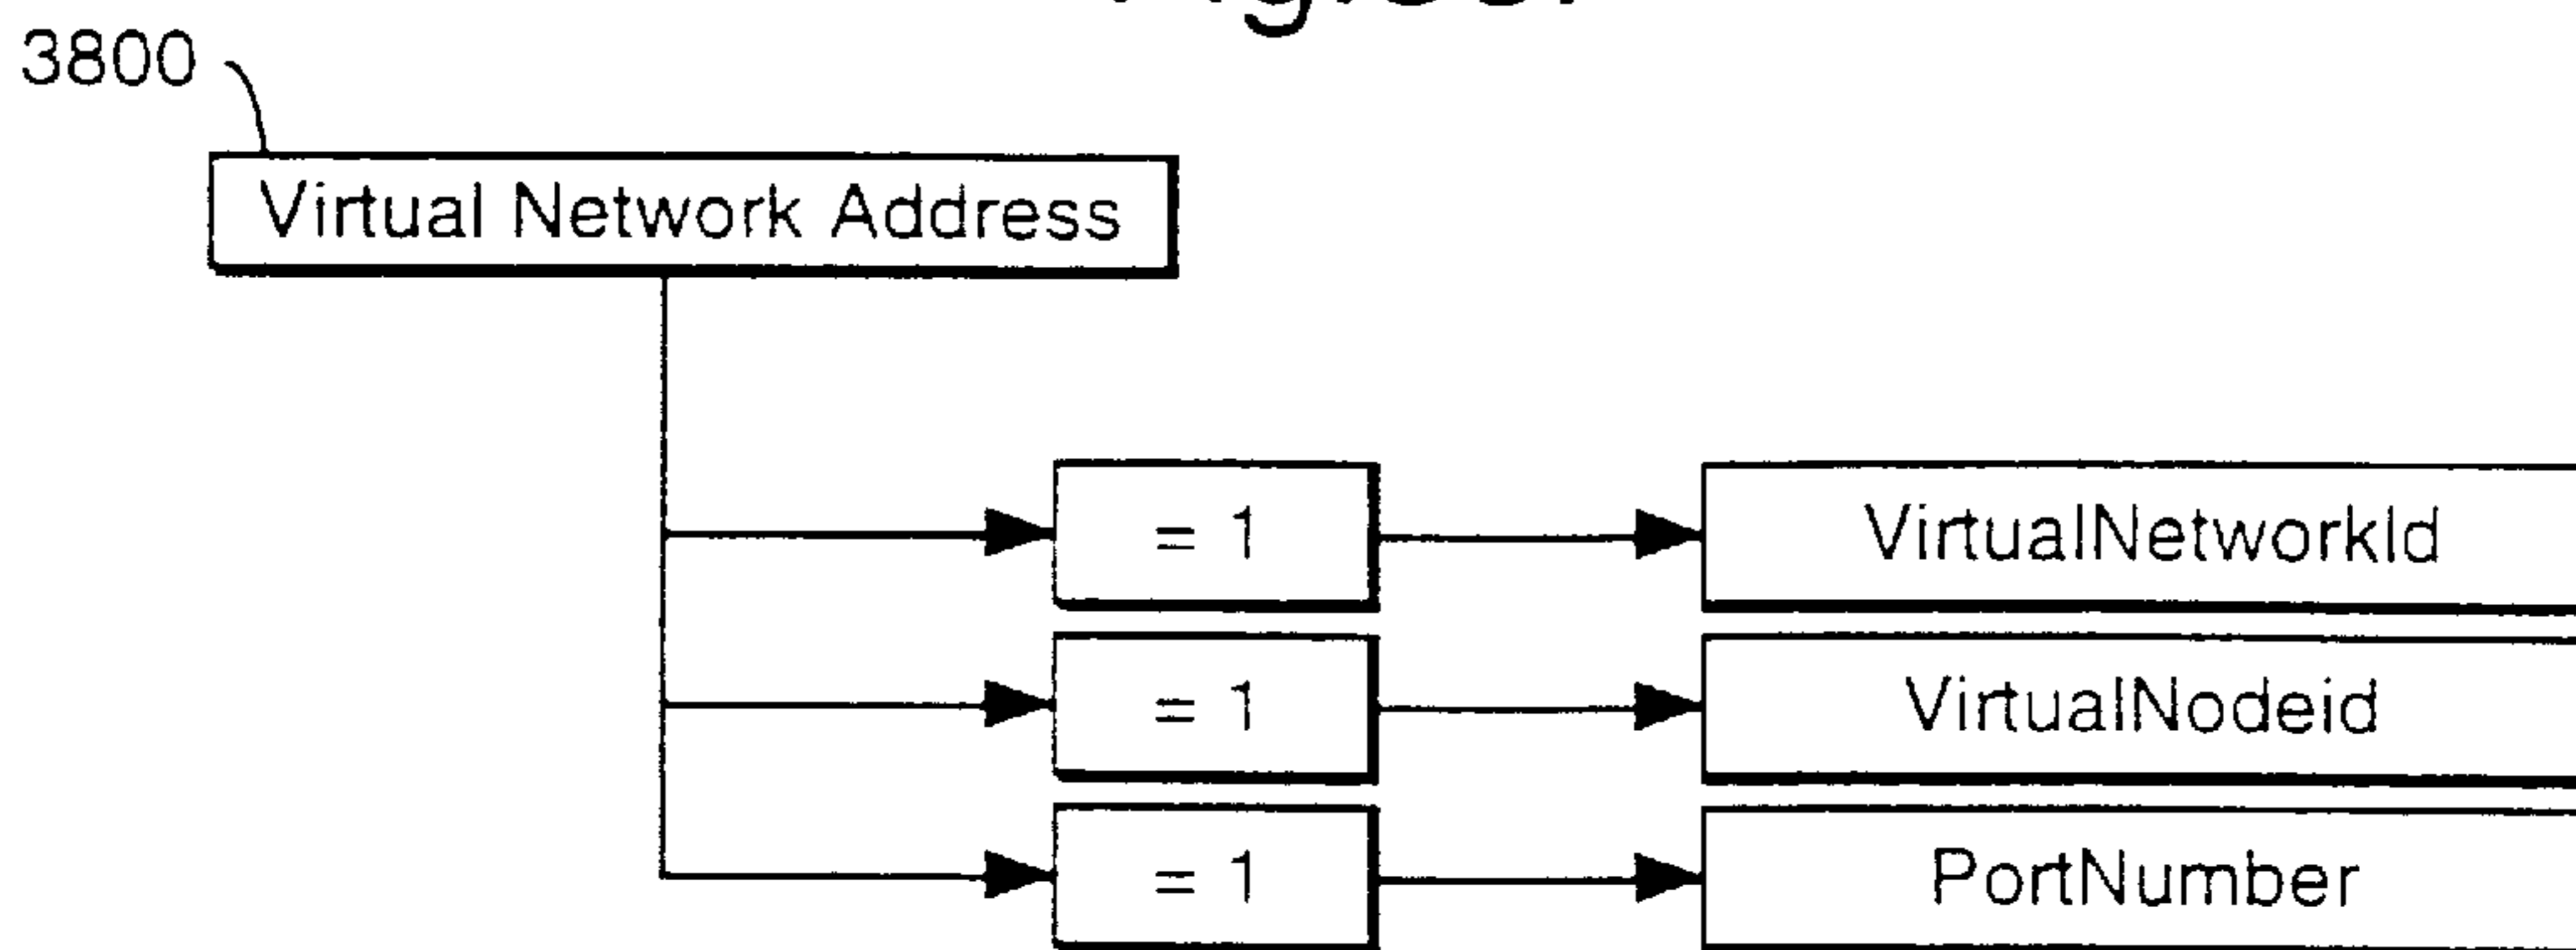 3800
Virtual Network Address
= 1
VirtualNetworkId
= 1
VirtualNodeid
= 1
PortNumber